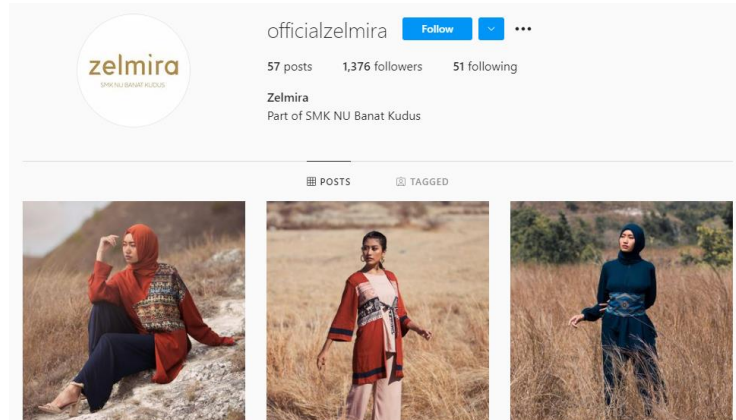 zelmira
SMK NU BANAT KUDUS
officialzelmira Follow
57 posts 1,376 followers 51 following
Zelmira
Part of SMK NU Banat Kudus
POSTS TAGGED